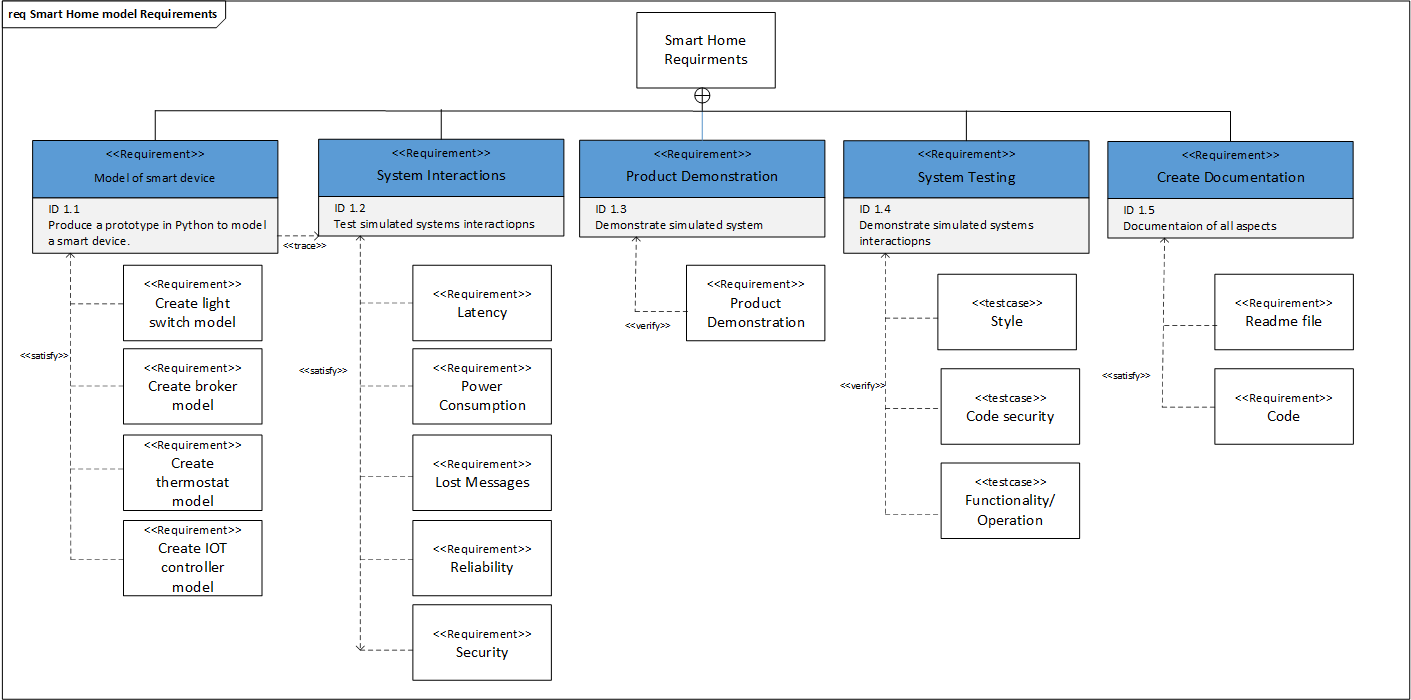 req Smart Home model Requirements
Smart Home
Requirments
<<Requirement>>
Model of smart device
ID 1.1
Produce a prototype in Python to model
a smart device.
<<trace>>
<<Requirement>>
System Interactions
ID 1.2
Test simulated systems interactiopns
<<Requirement>>
Product Demonstration
ID 1.3
Demonstrate simulated system
<<Requirement>>
System Testing
ID 1.4
Demonstrate simulated systems
interactiopns
<<Requirement>>
Create Documentation
ID 1.5
Documentaion of all aspects
<<satisfy>>
<<Requirement>>
Create light
switch model
<<Requirement>>
Create broker
model
<<Requirement>>
Create
thermostat
model
<<Requirement>>
Create IOT
controller
model
<<satisfy>>
<<Requirement>>
Latency
<<Requirement>>
Power
Consumption
<<Requirement>>
Lost Messages
<<Requirement>>
Reliability
<<Requirement>>
Security
<<verify>>
<<Requirement>>
Product
Demonstration
<<verify>>
<<testcase>>
Style
<<testcase>>
Code security
<<testcase>>
Functionality/
Operation
<<satisfy>>
<<Requirement>>
Readme file
<<Requirement>>
Code